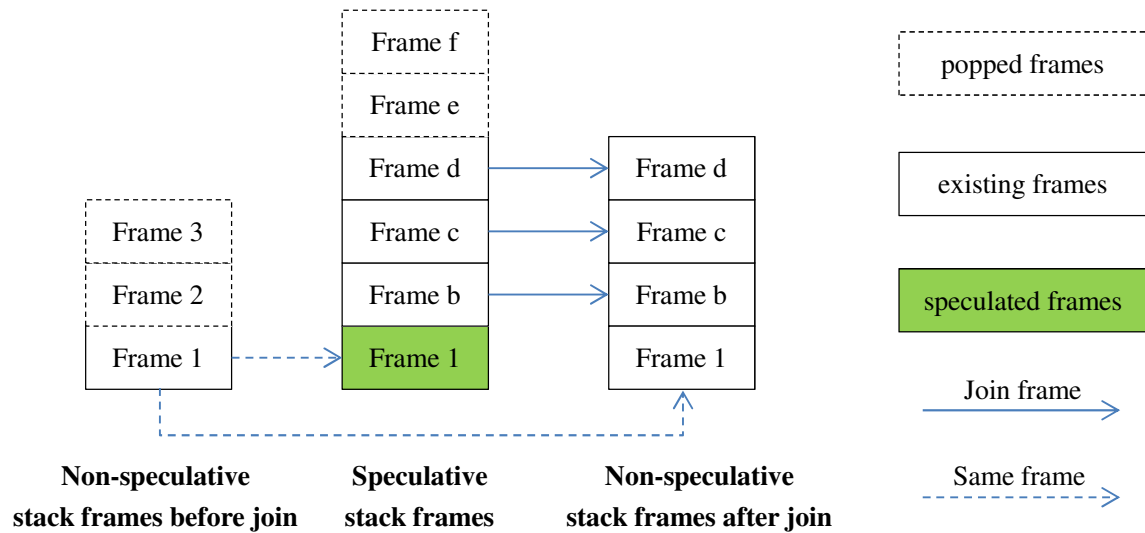 Frame f
Frame e
Frame d
Frame c
Frame b
Frame 1
Frame 3
Frame 2
Frame 1
Frame d
Frame c
Frame b
Frame 1
popped frames
existing frames
speculated frames
Join frame
Same frame
Non-speculative
stack frames before join
Speculative
stack frames
Non-speculative
stack frames after join